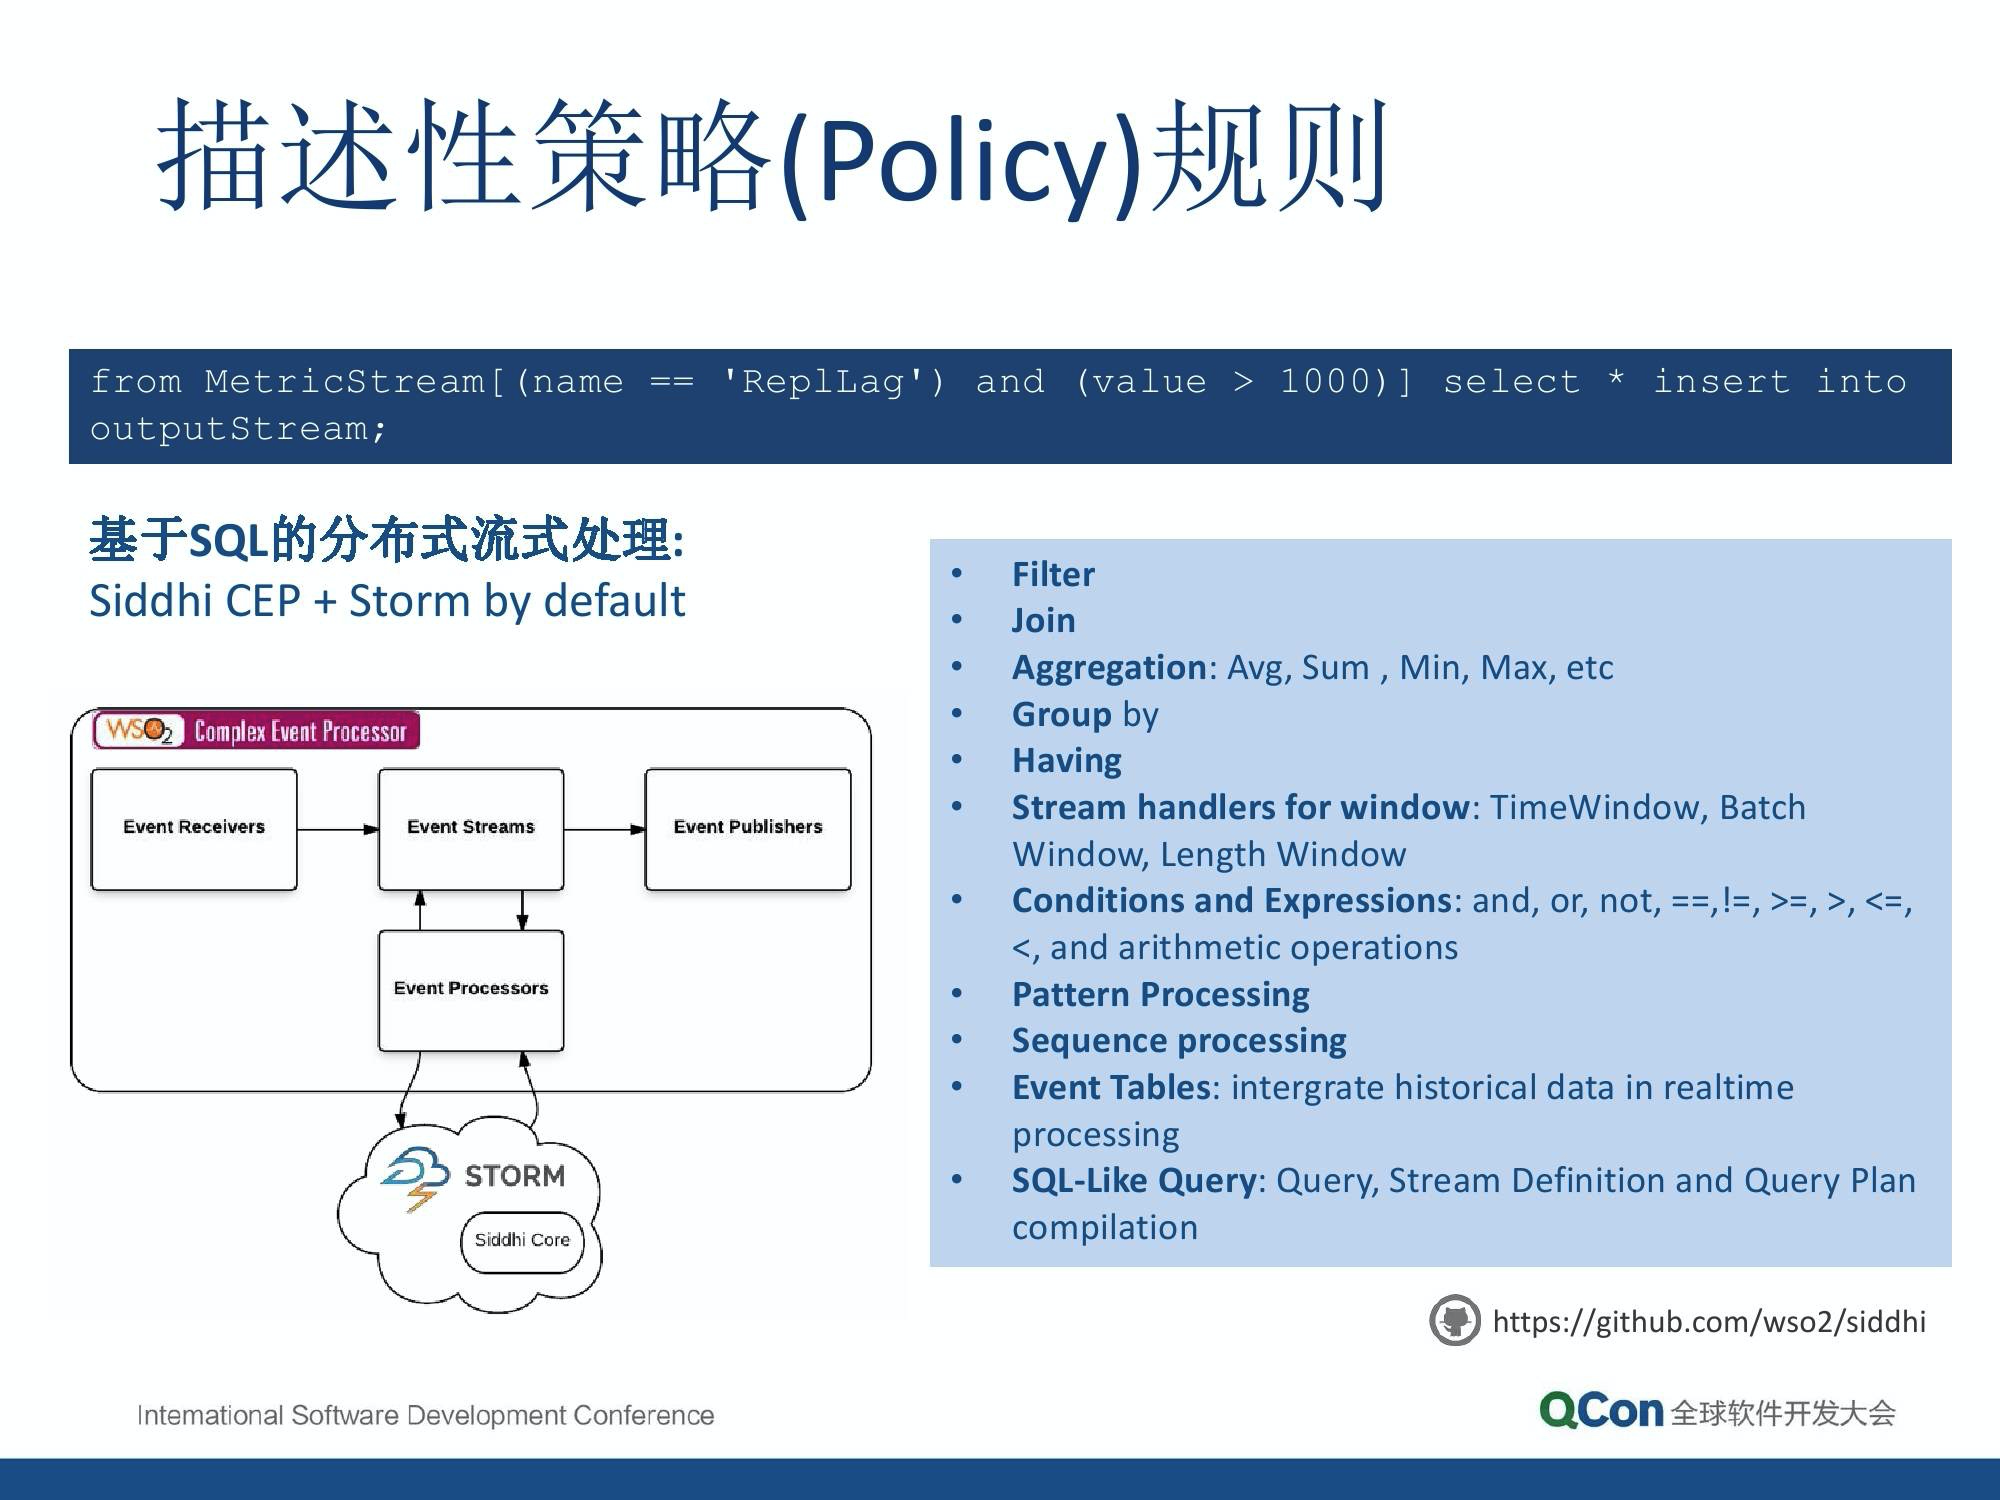 描述性策略(Policy)规则
from MetricStream[(name == 'ReplLag') and (value > 1000)] select * insert into
outputStream;
基于SQL的分布式流式处理:
Siddhi CEP + Storm by default
WSO2 Complex Event Processor
Event Receivers
Event Streams
Event Publishers
Event Processors
STORM
Siddhi Core
• Filter
• Join
• Aggregation: Avg, Sum , Min, Max, etc
• Group by
• Having
• Stream handlers for window: TimeWindow, Batch
Window, Length Window
• Conditions and Expressions: and, or, not, ==,!=, >=, >, <=,
<, and arithmetic operations
• Pattern Processing
• Sequence processing
• Event Tables: intergrate historical data in realtime
processing
• SQL-Like Query: Query, Stream Definition and Query Plan
compilation
https://github.com/wso2/siddhi
International Software Development Conference
QCon全球软件开发大会